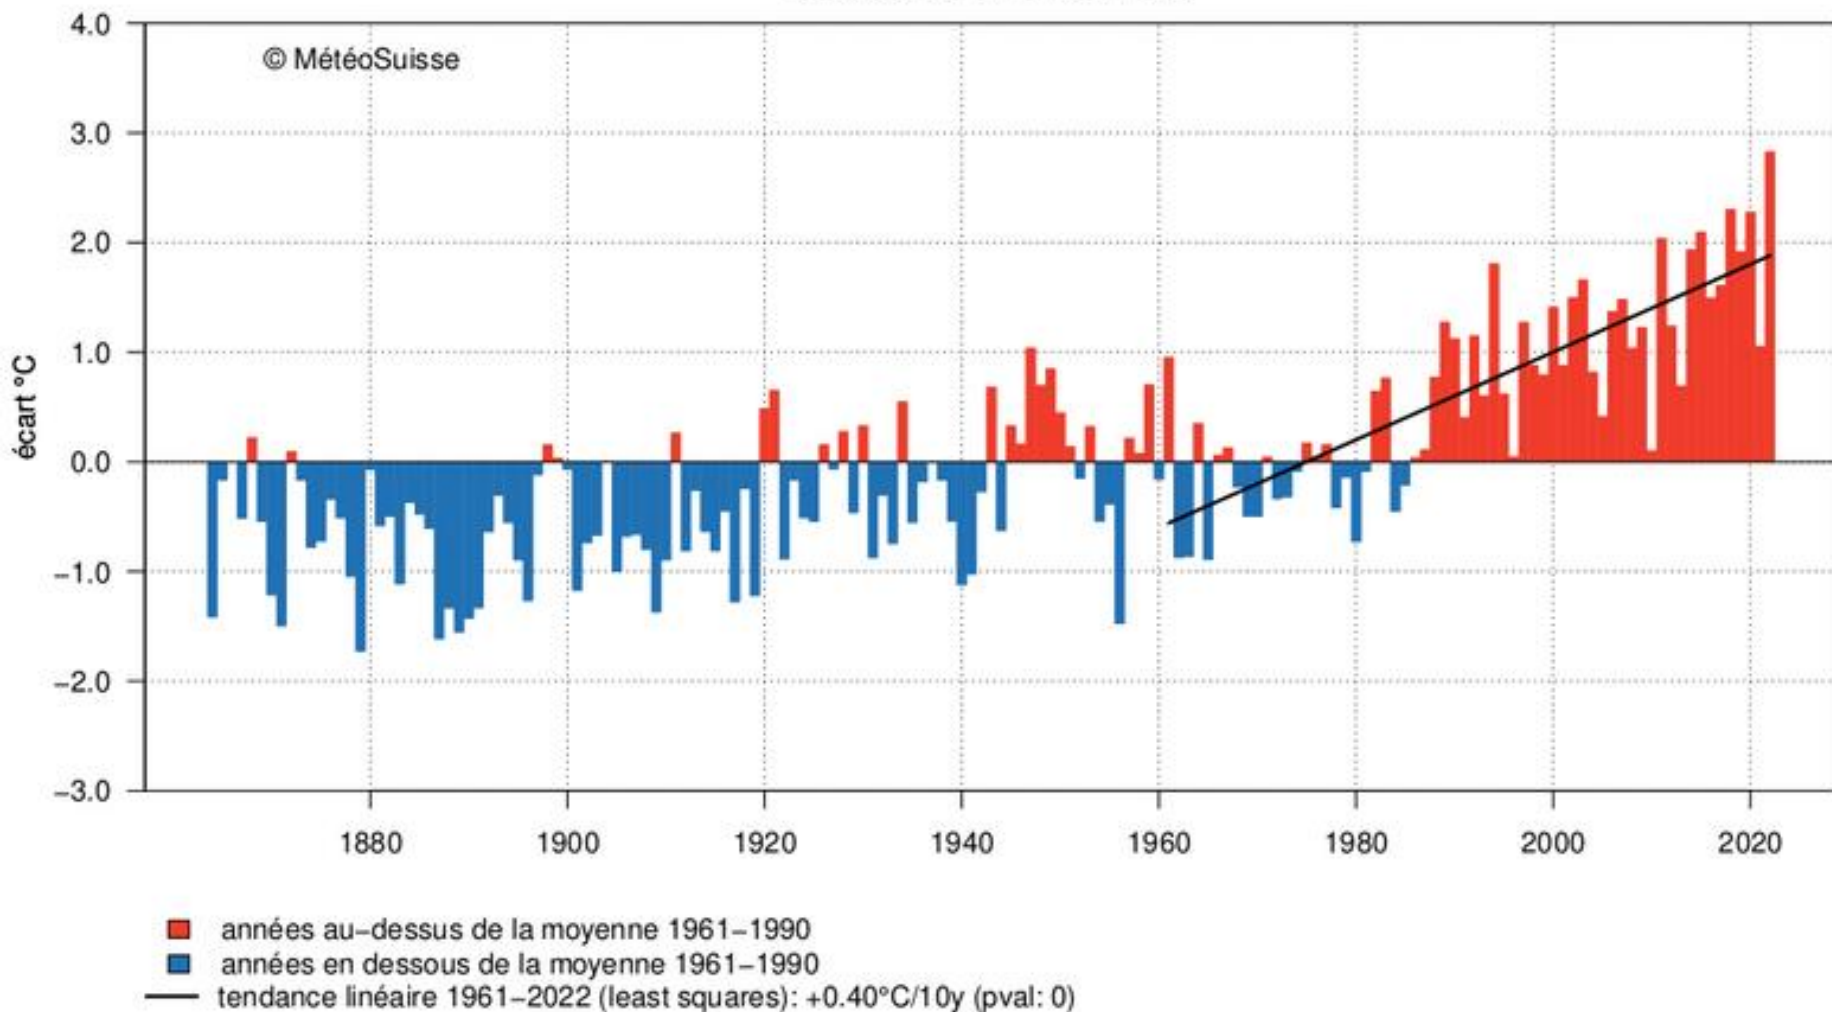 4.0
© MétéoSuisse
3.0
2.0
1.0
écart °C
0.0
−1.0
−2.0
−3.0
1880 1900 1920 1940 1960 1980 2000 2020
années au−dessus de la moyenne 1961−1990
années en dessous de la moyenne 1961−1990
tendance linéaire 1961−2022 (least squares): +0.40°C/10y (pval: 0)